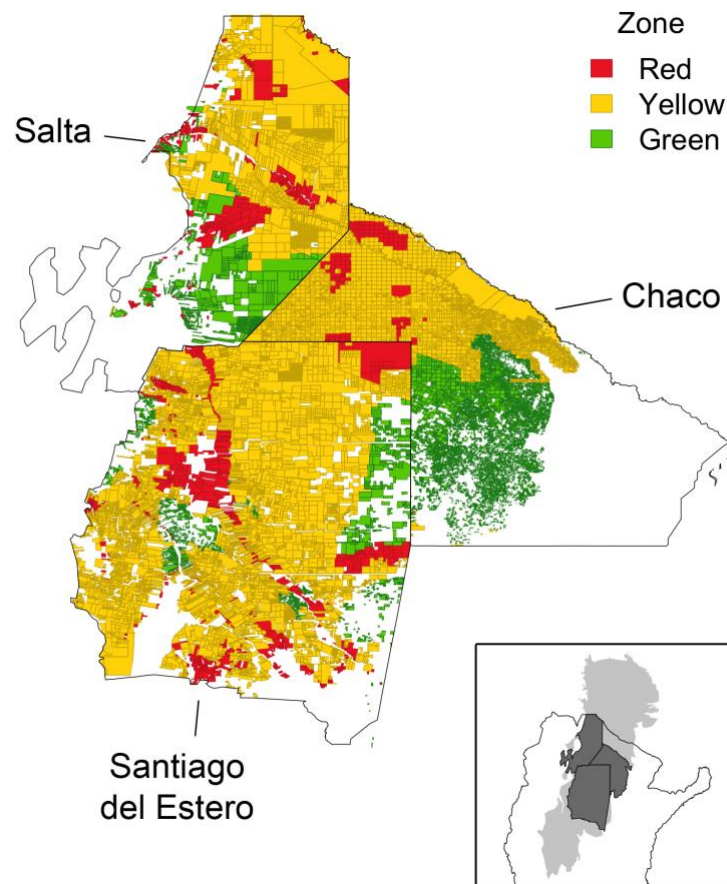 Zone
Red
Yellow
Green
Salta
Chaco
Santiago
del Estero